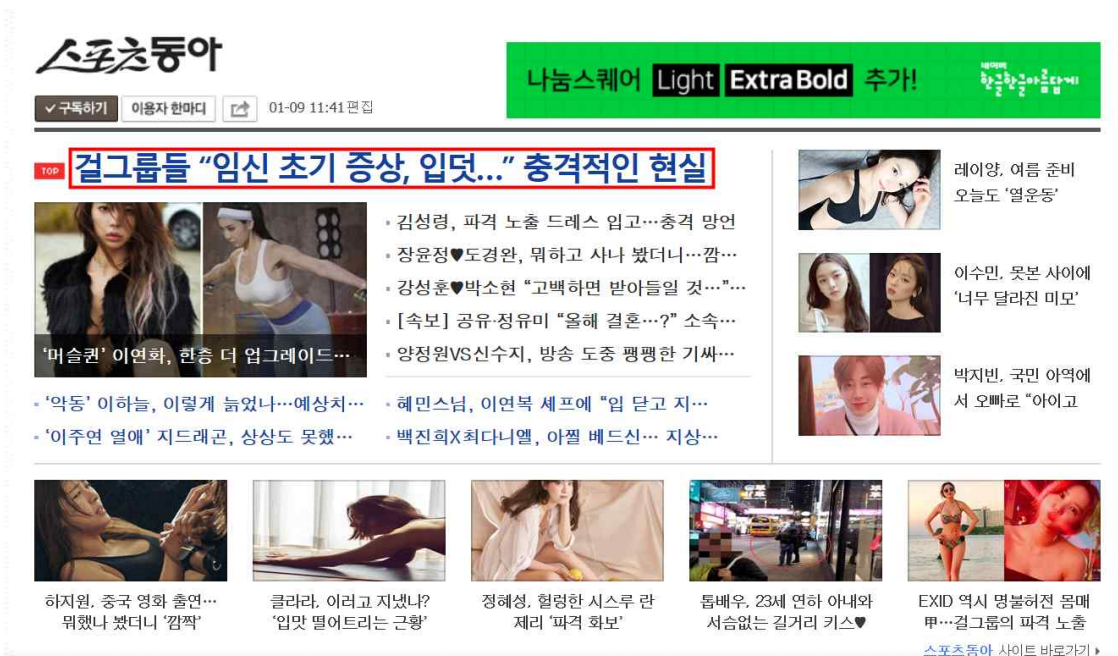 스포츠동아
나눔스퀘어 Light ExtraBold 추가!
네이버
한글한글아름답게
구독하기 이용자 한마디 01-09 11:41 편집
TOP 걸그룹들 “임신 초기 증상, 입덧...” 충격적인 현실
‘머슬퀸’ 이연화, 한층 더 업그레이드…
김성령, 파격 노출 드레스 입고…충격 망언
장윤정♥도경완, 뭐하고 사나 봤더니…깜…
강성훈♥박소현 “고백하면 받아들일 것…”…
[속보] 공유·정유미 “올해 결혼…?” 소속…
양정원VS신수지, 방송 도중 팽팽한 기싸…
‘악동’ 이하늘, 이렇게 늙었나…예상치…
‘이주연 열애’ 지드래곤, 상상도 못했…
혜민스님, 이연복 셰프에 “입 닫고 지…
백진희X최다니엘, 아찔 베드신… 지상…
레이양, 여름 준비
오늘도 ‘열운동’
이수민, 못본 사이에
‘너무 달라진 미모’
박지빈, 국민 아역에
서 오빠로 “아이고
하지원, 중국 영화 출연…
뭐했나 봤더니 ‘깜짝’
클라라, 이러고 지냈나?
‘입맛 떨어트리는 근황’
정혜성, 헐렁한 시스루 란
제리 ‘파격 화보’
톱배우, 23세 연하 아내와
서슴없는 길거리 키스♥
EXID 역시 명불허전 몸매
甲…걸그룹의 파격 노출
스포츠동아 사이트 바로가기